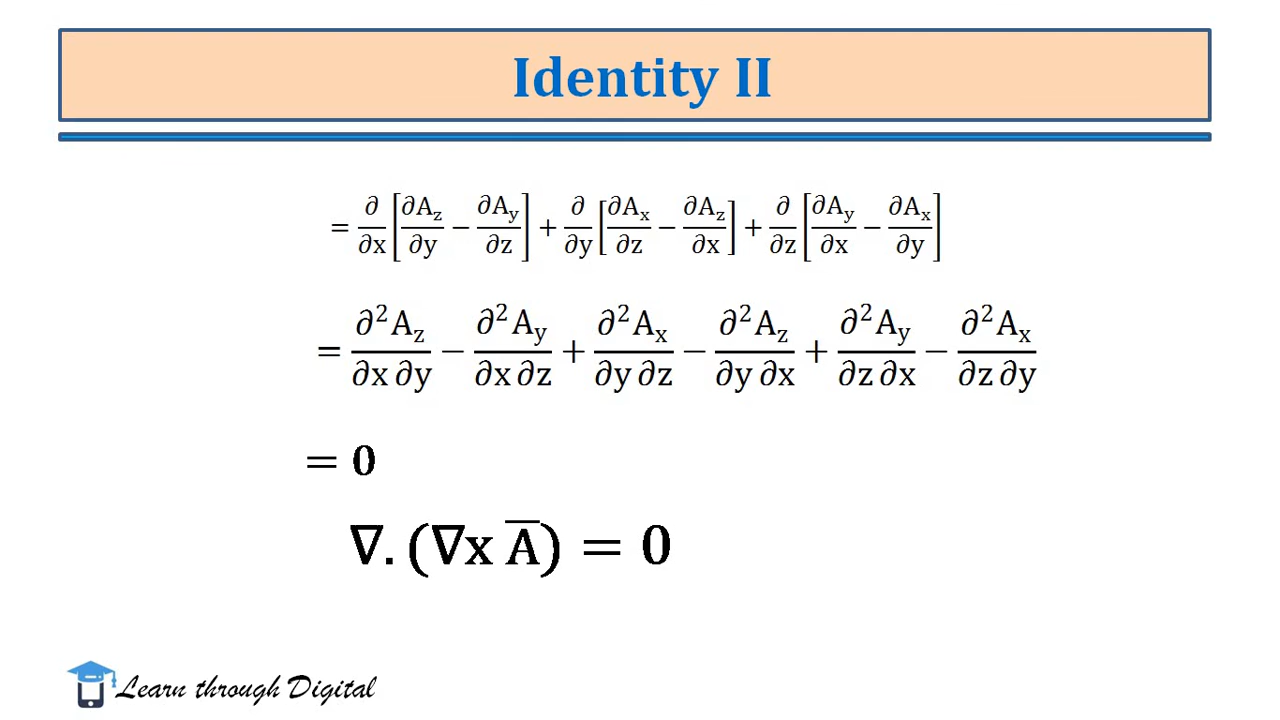 Identity II
= ∂/∂x [∂A_z/∂y − ∂A_y/∂z] + ∂/∂y [∂A_x/∂z − ∂A_z/∂x] + ∂/∂z [∂A_y/∂x − ∂A_x/∂y]
= ∂²A_z/∂x ∂y − ∂²A_y/∂x ∂z + ∂²A_x/∂y ∂z − ∂²A_z/∂y ∂x + ∂²A_y/∂z ∂x − ∂²A_x/∂z ∂y
= 0
∇. (∇x A̅) = 0
Learn through Digital